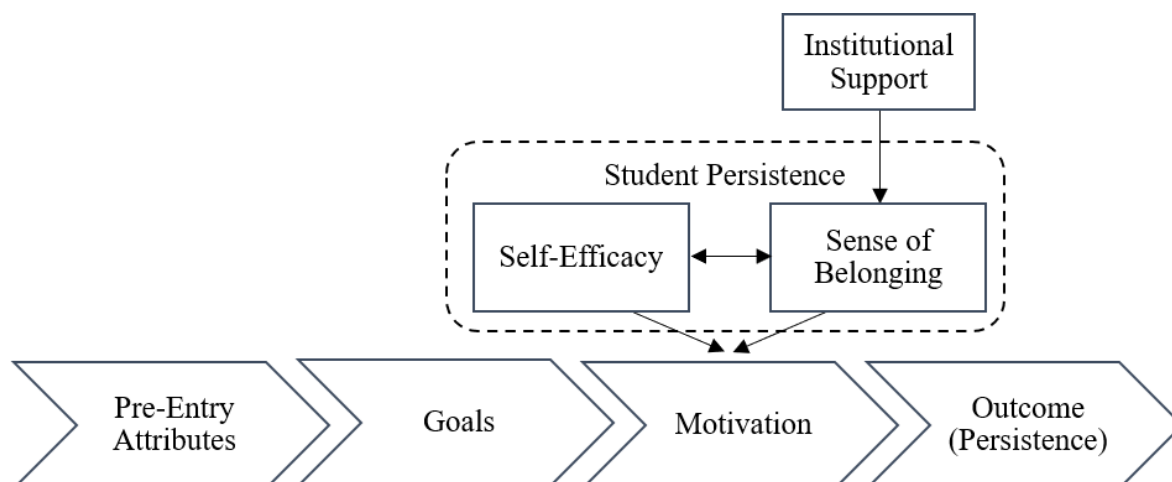 Institutional
Support
Student Persistence
Self-Efficacy
Sense of
Belonging
Pre-Entry
Attributes
Goals
Motivation
Outcome
(Persistence)